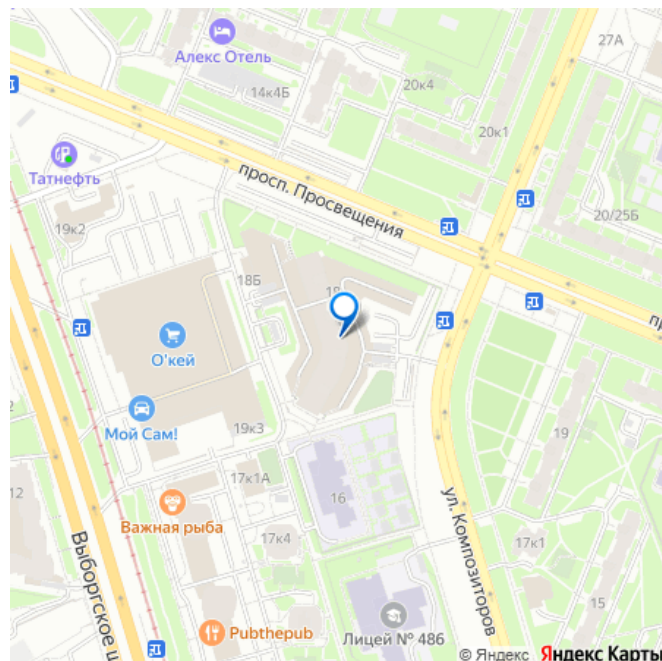 27А
Алекс Отель
14к4Б
20к4
20к1
Татнефть
просп. Просвещения
19к2
20/25Б
18Б
18
О'кей
Мой Сам!
19к3
19
17к1А
16
12
Важная рыба
17к4
17к1
ул. Композиторов
Выборгское ш
15
Лицей № 486
Pubthepub
© Яндекс Яндекс Карты